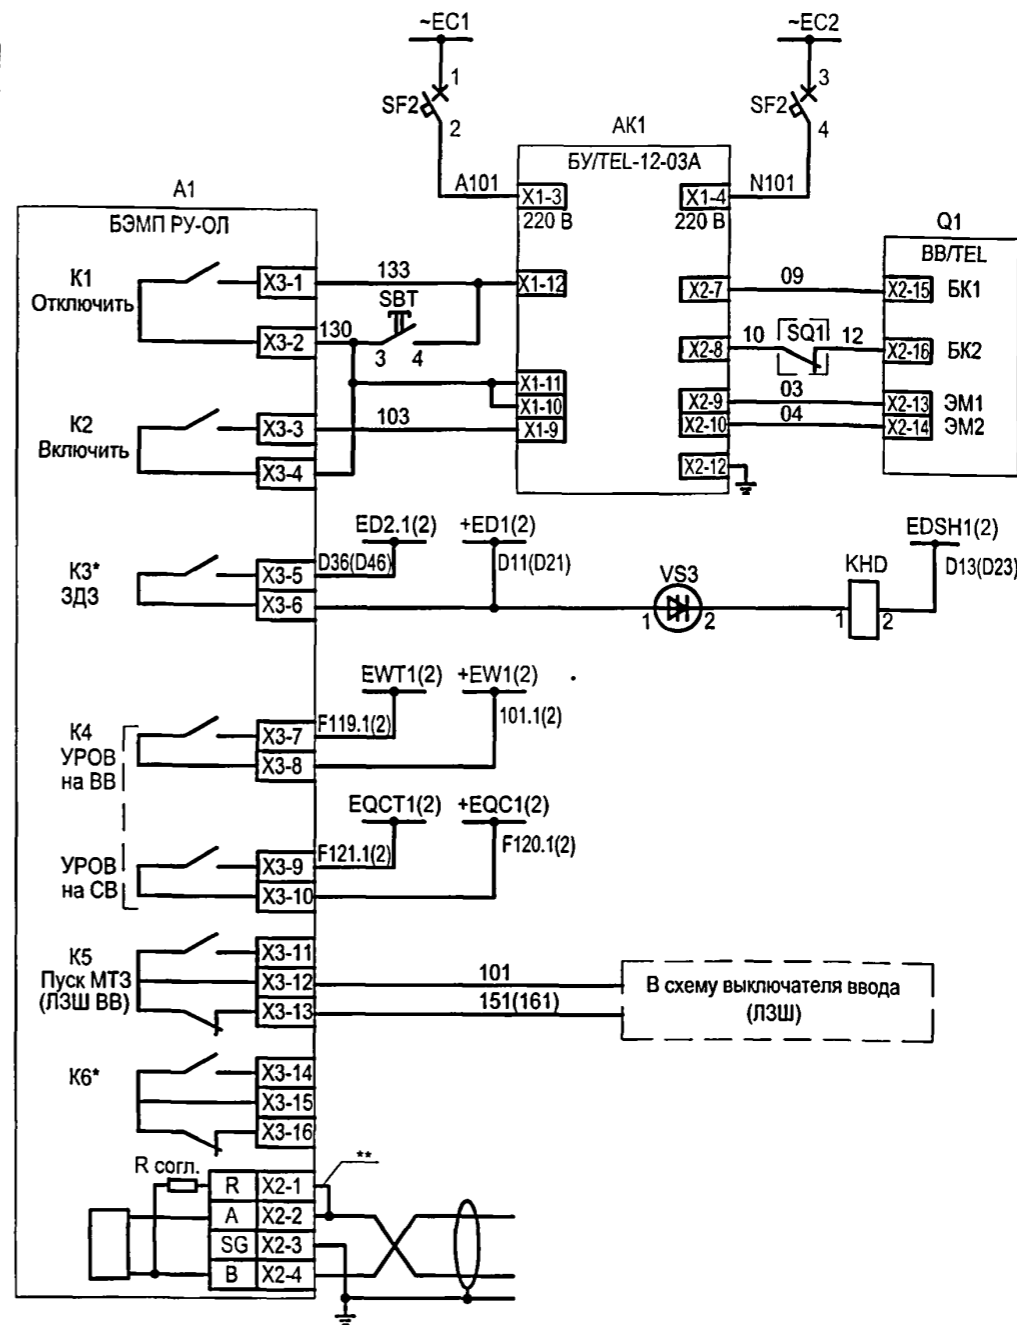 ~EC1
~EC2
1
SF2
2
3
SF2
4
AK1
БУ/TEL-12-03A
A101
X1-3
220 В
X1-4
220 В
N101
A1
БЭМП РУ-ОЛ
Q1
BB/TEL
K1
Отключить
X3-1
133
X1-12
X2-7
09
X2-15
БК1
SBT
X3-2
130
3
4
X2-8
10
SQ1
12
X2-16
БК2
X1-11
X1-10
X2-9
03
X2-13
ЭМ1
K2
Включить
X3-3
103
X1-9
X2-10
04
X2-14
ЭМ2
X3-4
X2-12
ED2.1(2)
+ED1(2)
EDSH1(2)
K3*
ЗДЗ
X3-5
D36(D46)
D11(D21)
VS3
KHD
D13(D23)
X3-6
1
2
1
2
EWT1(2)
+EW1(2)
K4
УРОВ
на ВВ
X3-7
F119.1(2)
101.1(2)
X3-8
EQCT1(2)
+EQC1(2)
УРОВ
на СВ
X3-9
F121.1(2)
F120.1(2)
X3-10
K5
Пуск МТЗ
(ЛЗШ ВВ)
X3-11
X3-12
101
X3-13
151(161)
В схему выключателя ввода
(ЛЗШ)
K6*
X3-14
X3-15
X3-16
R согл.
**
R
X2-1
A
X2-2
SG
X2-3
B
X2-4